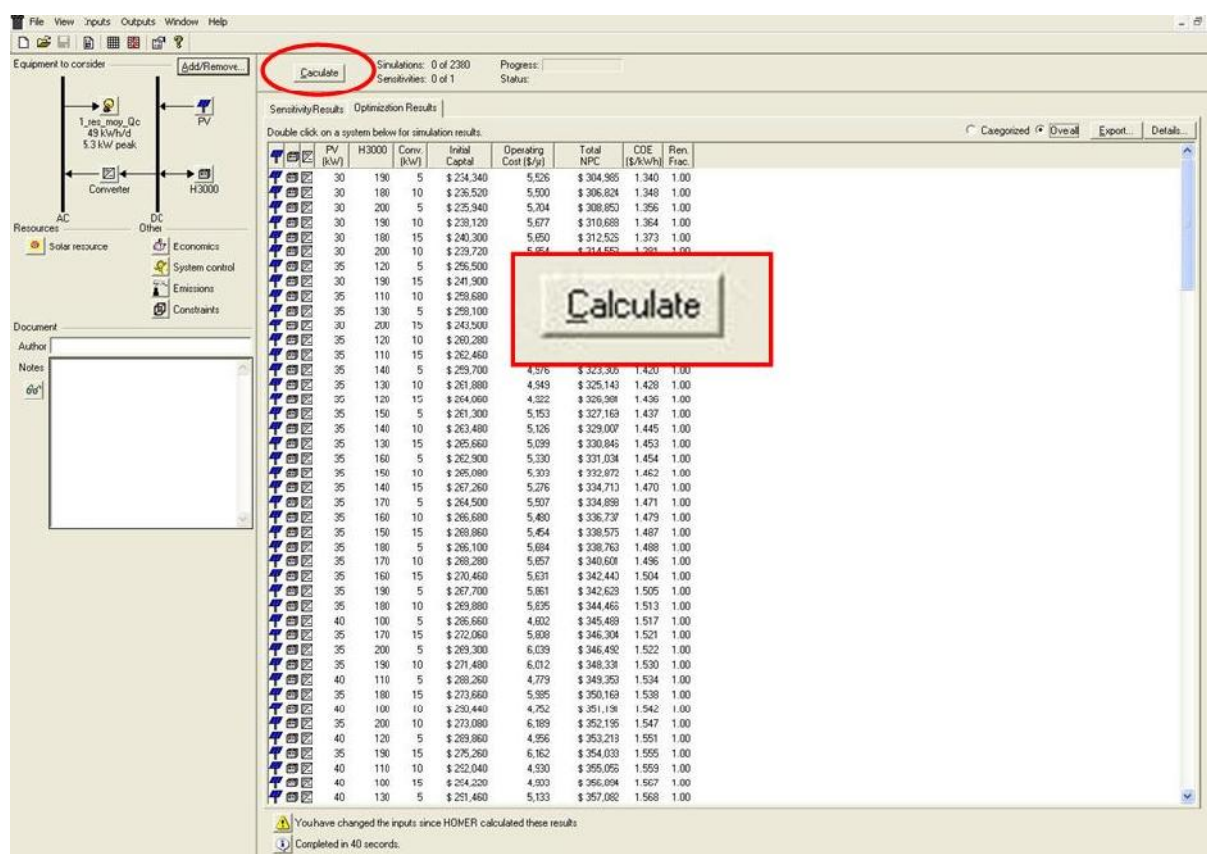 File View Inputs Outputs Window Help
Equipment to consider
Add/Remove...
1_res_moy_Qc
49 kWh/d
5.3 kW peak
PV
Converter
H3000
AC
DC
Resources
Other
Solar resource
Economics
System control
Emissions
Constraints
Document
Author
Notes
Caculate
Simulations: 0 of 2380
Sensitivities: 0 of 1
Progress:
Status:
Sensitivity Results
Optimization Results
Double click on a system below for simulation results.
Caegorized
Oveall
Export...
Details...
PV (kW) H3000 Conv. (kW) Initial Capital Operating Cost ($/yr) Total NPC COE ($/kWh) Ren. Frac.
30 190 5 $ 234,340 5,526 $ 304,985 1.340 1.00
30 180 10 $ 236,520 5,500 $ 306,824 1.348 1.00
30 200 5 $ 235,940 5,704 $ 308,853 1.356 1.00
30 190 10 $ 238,120 5,677 $ 310,688 1.364 1.00
30 180 15 $ 240,300 5,650 $ 312,526 1.373 1.00
30 200 10 $ 239,720
35 120 5 $ 256,500
30 190 15 $ 241,900
35 110 10 $ 258,680
35 130 5 $ 258,100
30 200 15 $ 243,500
35 120 10 $ 260,280
35 110 15 $ 262,460
35 140 5 $ 259,700 4,976 $ 323,305 1.420 1.00
35 130 10 $ 261,880 4,949 $ 325,143 1.428 1.00
35 120 15 $ 264,060 4,922 $ 326,981 1.436 1.00
35 150 5 $ 261,300 5,153 $ 327,169 1.437 1.00
35 140 10 $ 263,480 5,126 $ 329,007 1.445 1.00
35 130 15 $ 265,660 5,099 $ 330,846 1.453 1.00
35 160 5 $ 262,900 5,330 $ 331,034 1.454 1.00
35 150 10 $ 265,080 5,303 $ 332,872 1.462 1.00
35 140 15 $ 267,260 5,276 $ 334,713 1.470 1.00
35 170 5 $ 264,500 5,507 $ 334,898 1.471 1.00
35 160 10 $ 266,680 5,480 $ 336,737 1.479 1.00
35 150 15 $ 268,860 5,454 $ 338,575 1.487 1.00
35 180 5 $ 266,100 5,684 $ 338,763 1.488 1.00
35 170 10 $ 268,280 5,657 $ 340,601 1.496 1.00
35 160 15 $ 270,460 5,631 $ 342,440 1.504 1.00
35 190 5 $ 267,700 5,861 $ 342,629 1.505 1.00
35 180 10 $ 269,880 5,835 $ 344,466 1.513 1.00
40 100 5 $ 286,660 4,602 $ 345,489 1.517 1.00
35 170 15 $ 272,060 5,808 $ 346,304 1.521 1.00
35 200 5 $ 269,300 6,039 $ 346,492 1.522 1.00
35 190 10 $ 271,480 6,012 $ 348,331 1.530 1.00
40 110 5 $ 288,260 4,779 $ 349,353 1.534 1.00
35 180 15 $ 273,660 5,985 $ 350,169 1.538 1.00
40 100 10 $ 290,440 4,752 $ 351,191 1.542 1.00
35 200 10 $ 273,080 6,189 $ 352,195 1.547 1.00
40 120 5 $ 289,860 4,956 $ 353,219 1.551 1.00
35 190 15 $ 275,260 6,162 $ 354,033 1.555 1.00
40 110 10 $ 292,040 4,930 $ 355,056 1.559 1.00
40 100 15 $ 294,220 4,903 $ 356,894 1.567 1.00
40 130 5 $ 291,460 5,133 $ 357,082 1.568 1.00
Calculate
You have changed the inputs since HOMER calculated these results
Completed in 40 seconds.